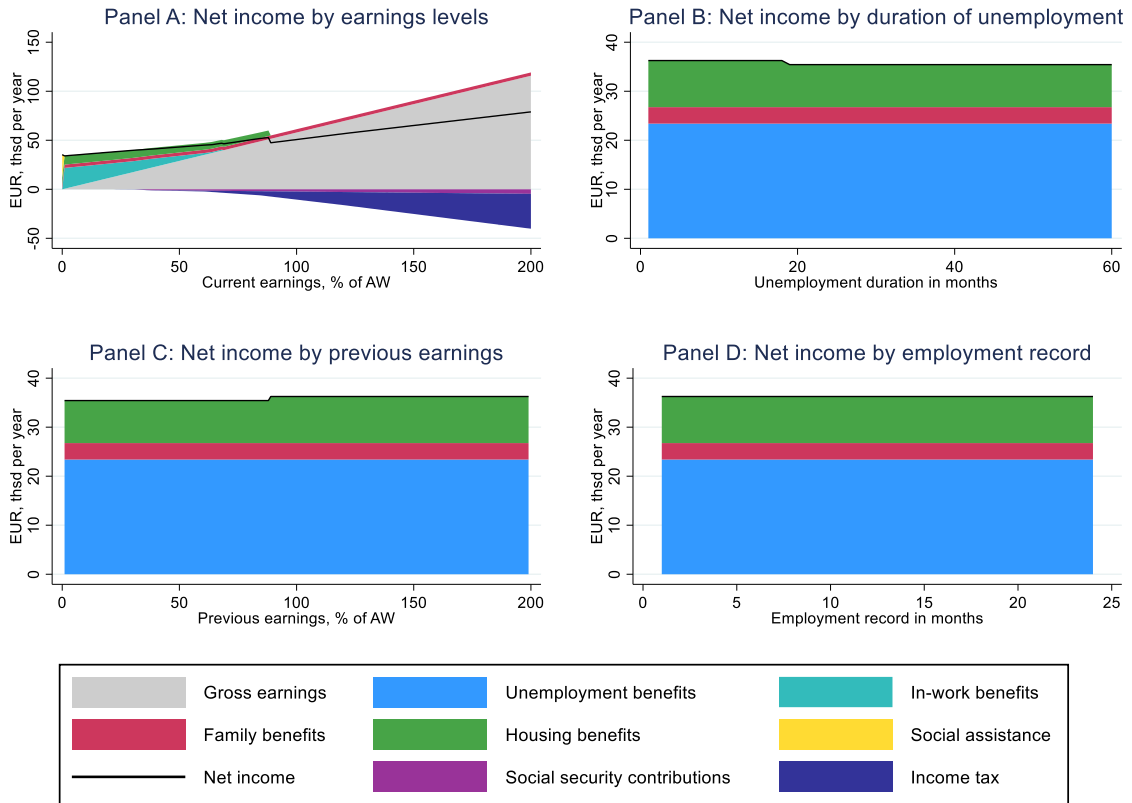 Panel A: Net income by earnings levels
EUR, thsd per year
150
100
50
0
-50
0 50 100 150 200
Current earnings, % of AW
Panel B: Net income by duration of unemployment
EUR, thsd per year
40
30
20
10
0
0 20 40 60
Unemployment duration in months
Panel C: Net income by previous earnings
EUR, thsd per year
40
30
20
10
0
0 50 100 150 200
Previous earnings, % of AW
Panel D: Net income by employment record
EUR, thsd per year
40
30
20
10
0
0 5 10 15 20 25
Employment record in months
Gross earnings Unemployment benefits In-work benefits
Family benefits Housing benefits Social assistance
Net income Social security contributions Income tax